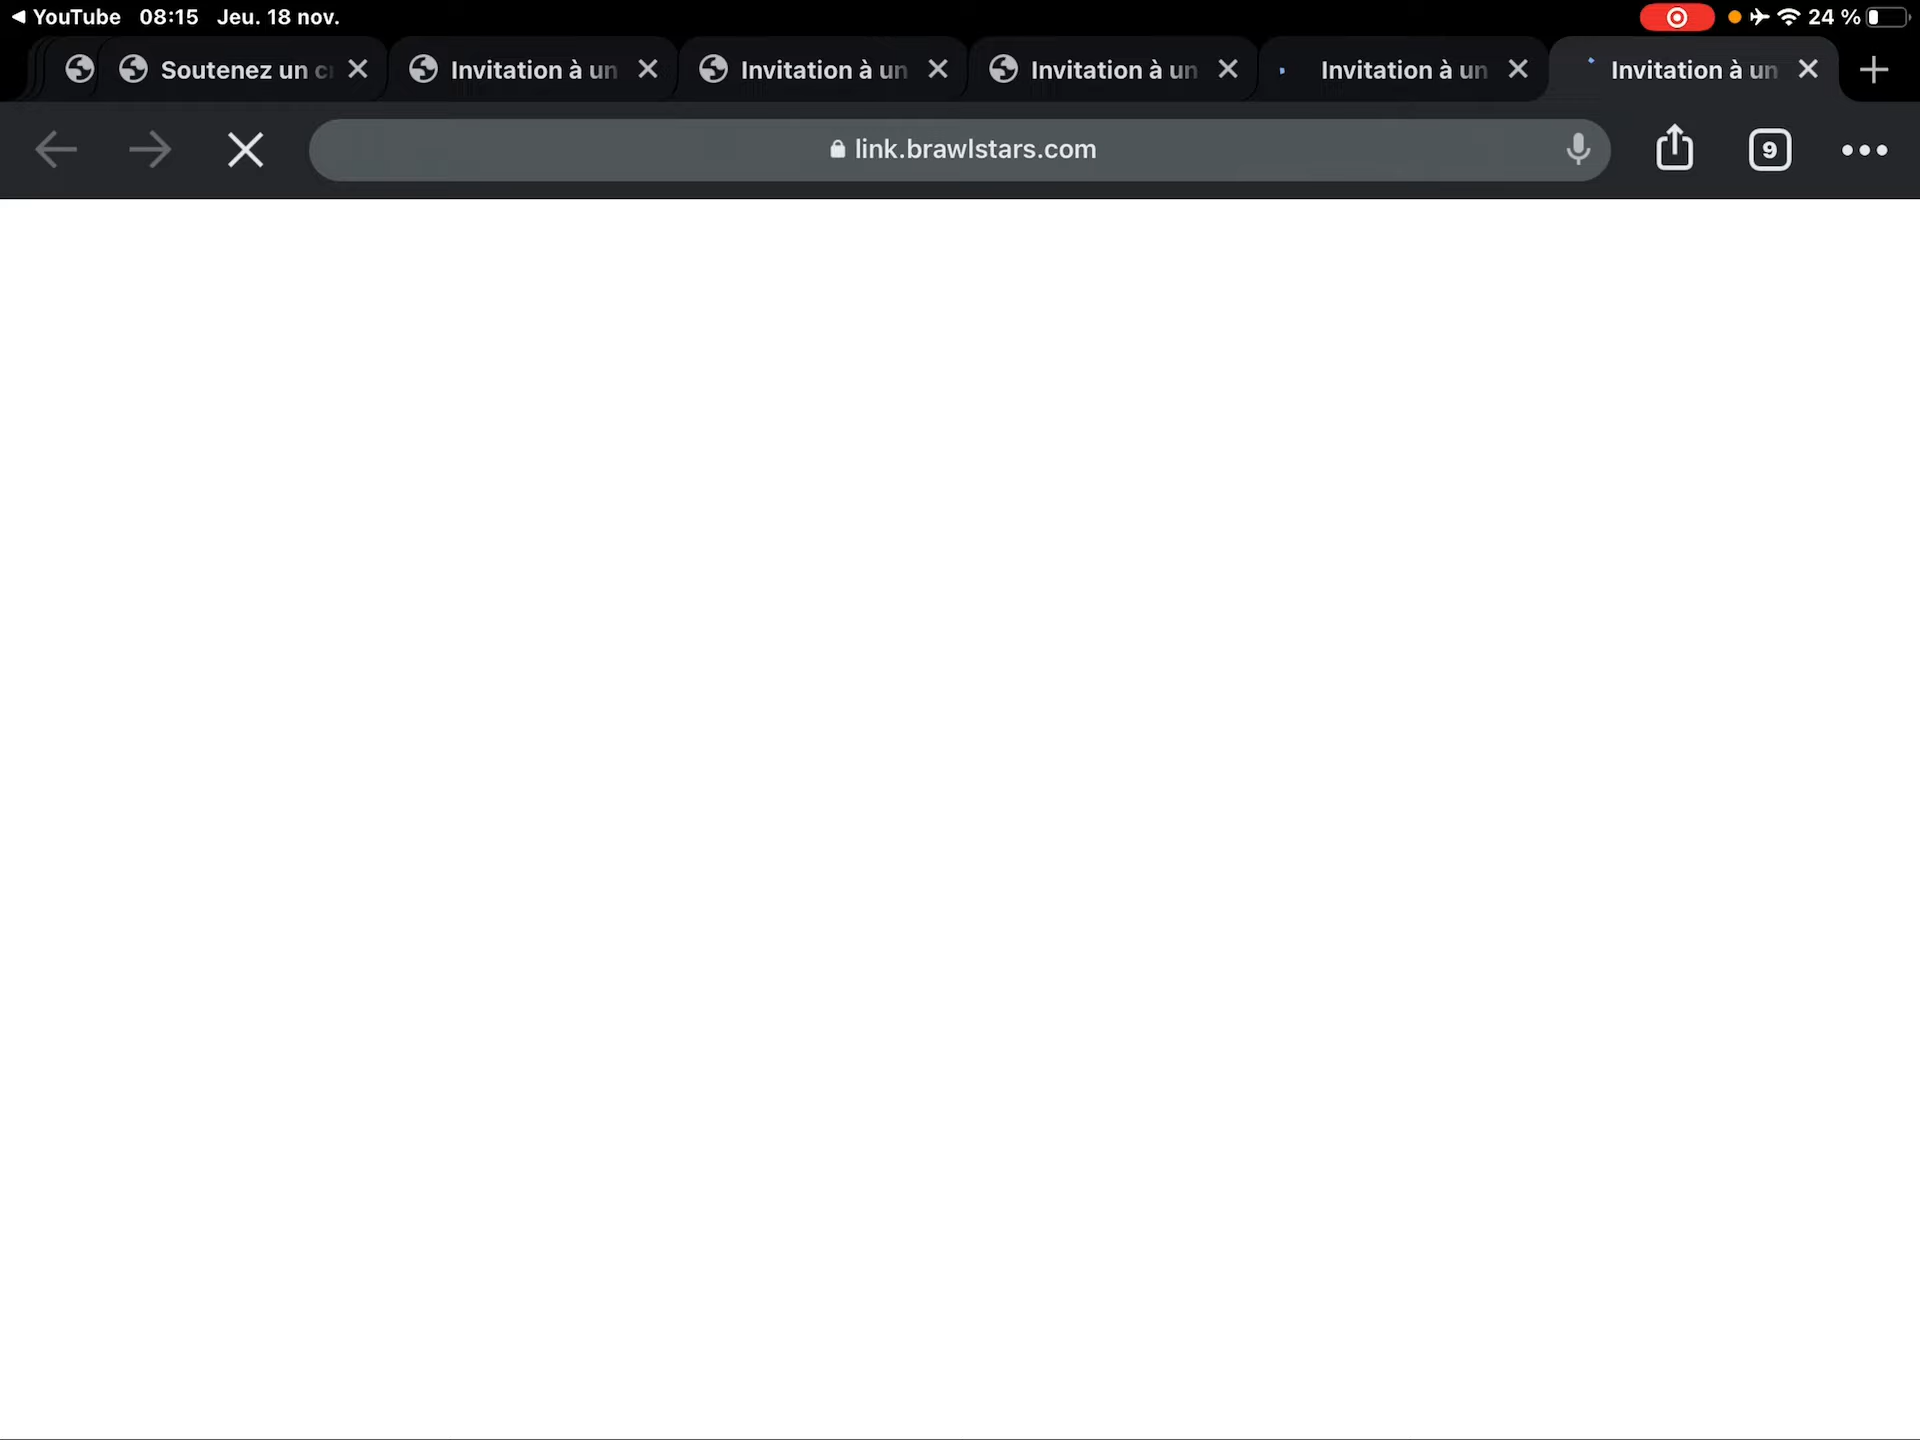 YouTube 08:15 Jeu. 18 nov. 24 %
Soutenez un c Invitation à un Invitation à un Invitation à un Invitation à un Invitation à un
link.brawlstars.com 9